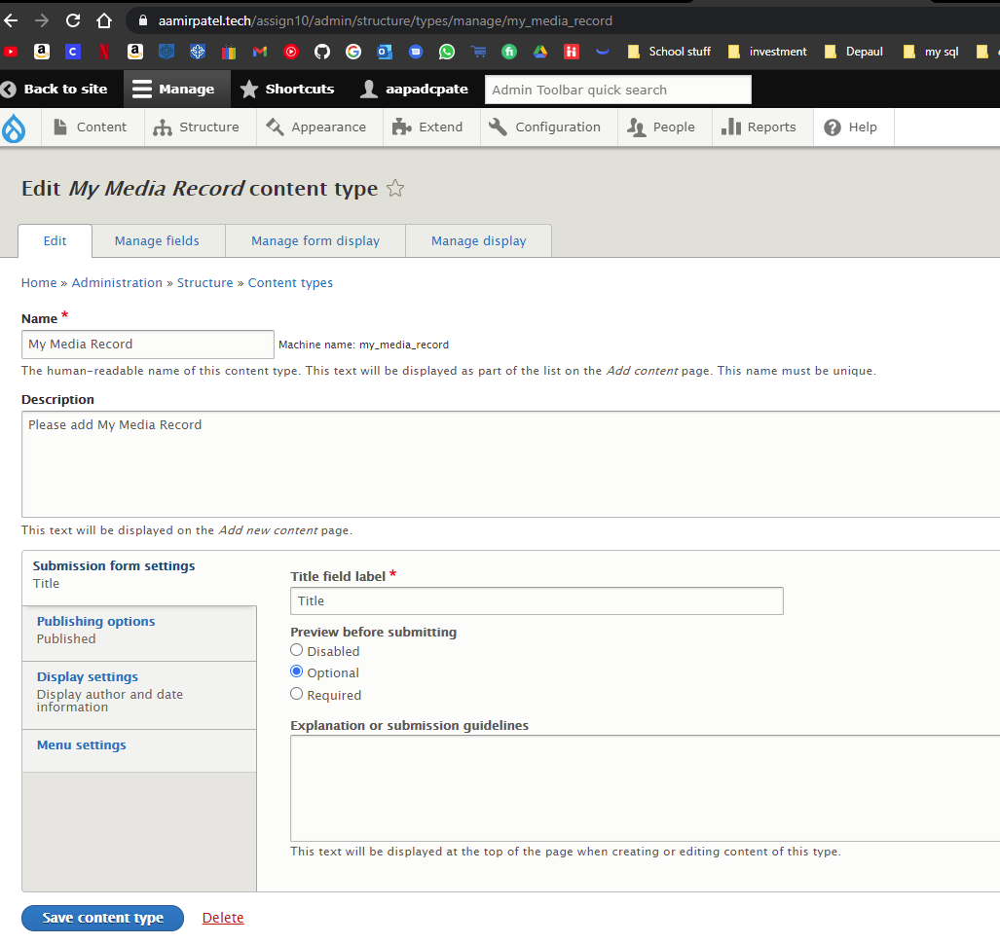 aamirpatel.tech/assign10/admin/structure/types/manage/my_media_record
School stuff investment Depaul my sql
Back to site Manage Shortcuts aapadcpate Admin Toolbar quick search
Content Structure Appearance Extend Configuration People Reports Help
Edit My Media Record content type
Edit Manage fields Manage form display Manage display
Home » Administration » Structure » Content types
Name *
My Media Record Machine name: my_media_record
The human-readable name of this content type. This text will be displayed as part of the list on the Add content page. This name must be unique.
Description
Please add My Media Record
This text will be displayed on the Add new content page.
Submission form settings
Title
Publishing options
Published
Display settings
Display author and date
information
Menu settings
Title field label *
Title
Preview before submitting
Disabled
Optional
Required
Explanation or submission guidelines
This text will be displayed at the top of the page when creating or editing content of this type.
Save content type Delete